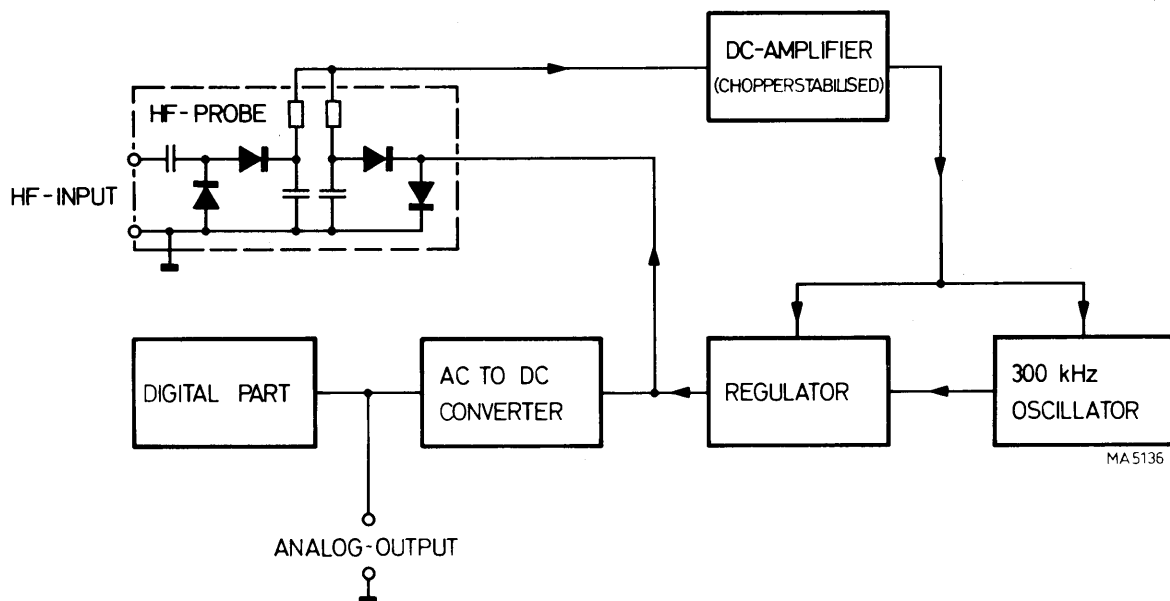 DC-AMPLIFIER
(CHOPPERSTABILISED)
HF-PROBE
HF-INPUT
DIGITAL PART
AC TO DC
CONVERTER
REGULATOR
300 kHz
OSCILLATOR
MA5136
ANALOG-OUTPUT